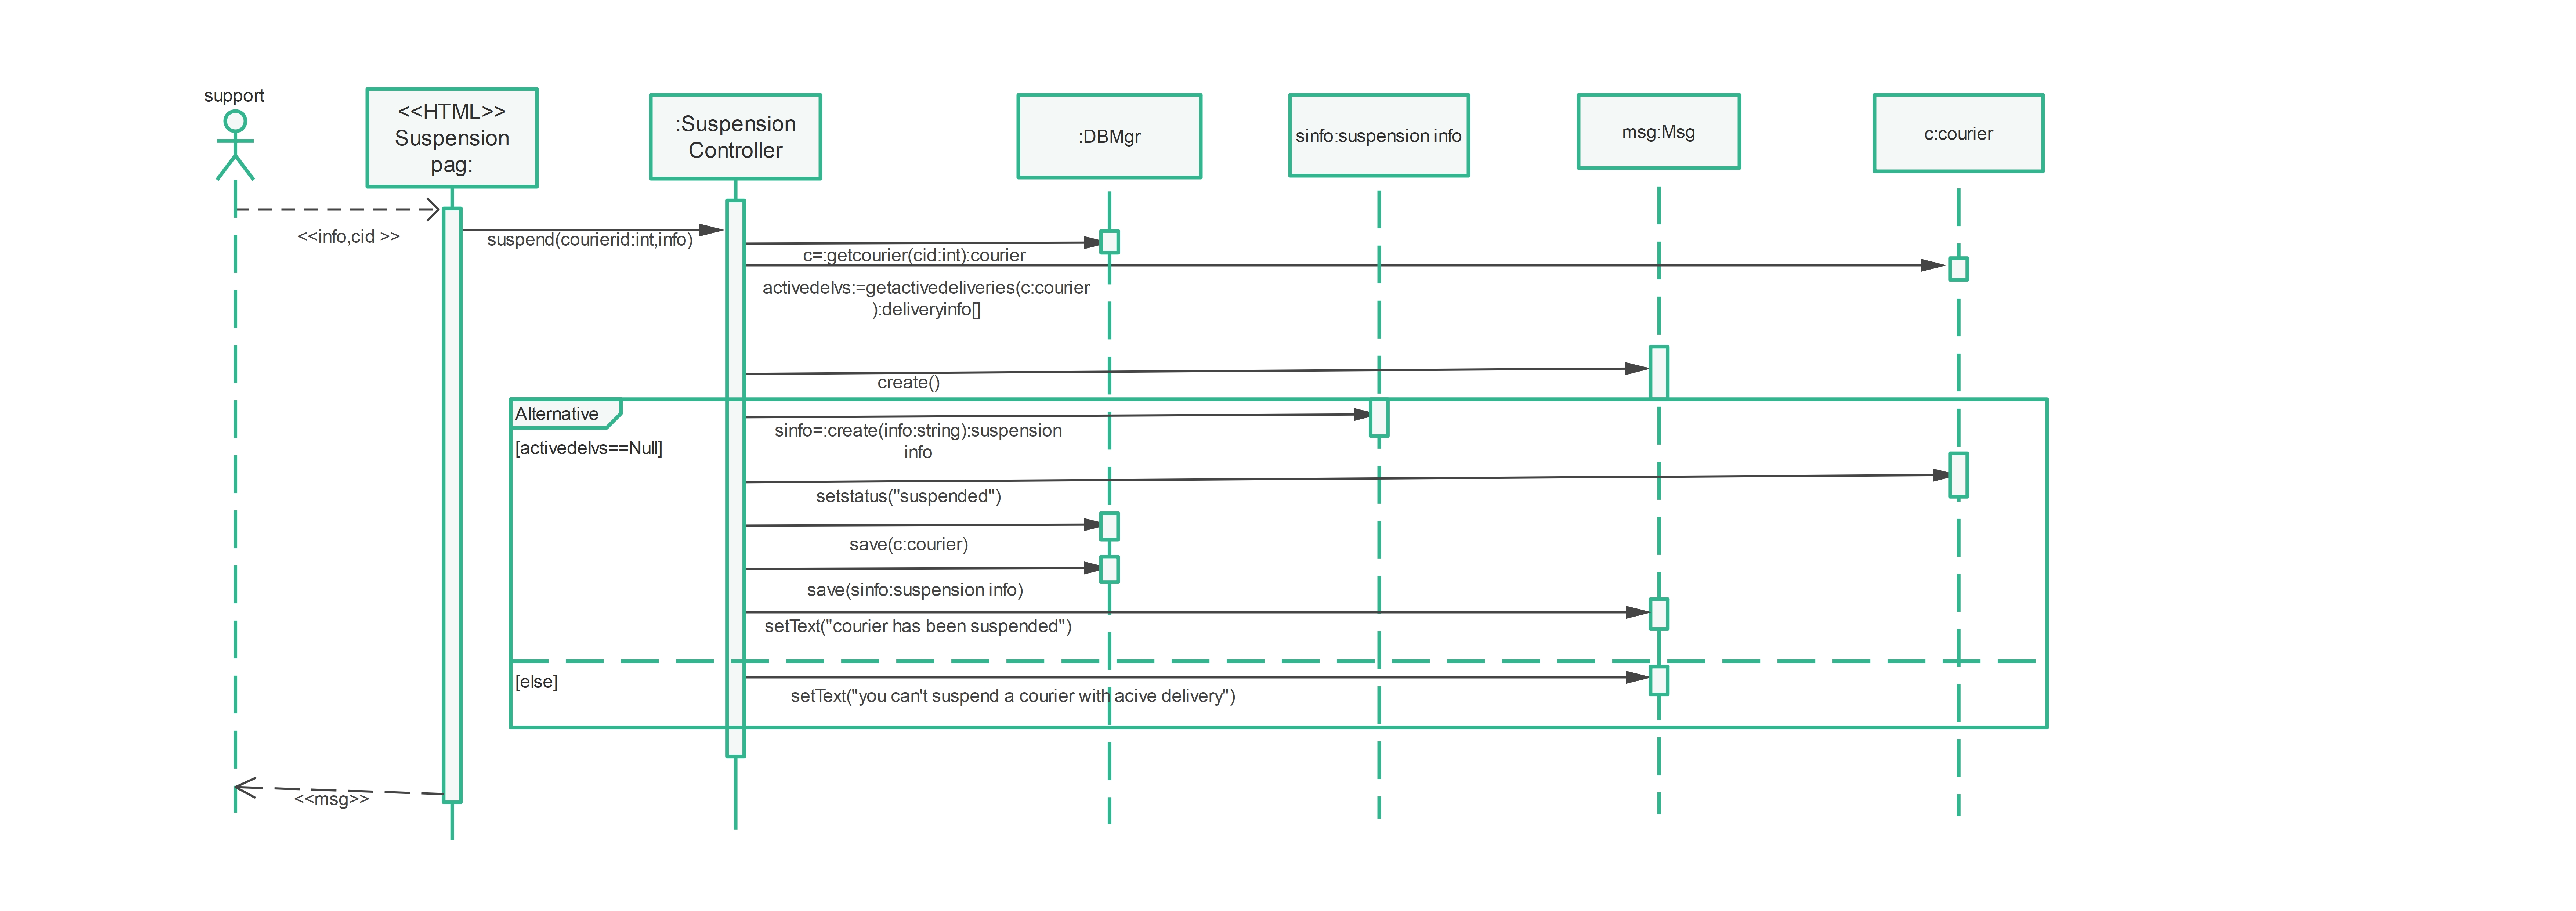 support
<<HTML>>
Suspension
pag:
:Suspension
Controller
:DBMgr
sinfo:suspension info
msg:Msg
c:courier
<<info,cid >>
suspend(courierid:int,info)
c=:getcourier(cid:int):courier
activedelvs:=getactivedeliveries(c:courier
):deliveryinfo[]
create()
Alternative
[activedelvs==Null]
sinfo=:create(info:string):suspension
info
setstatus("suspended")
save(c:courier)
save(sinfo:suspension info)
setText("courier has been suspended")
[else]
setText("you can't suspend a courier with acive delivery")
<<msg>>